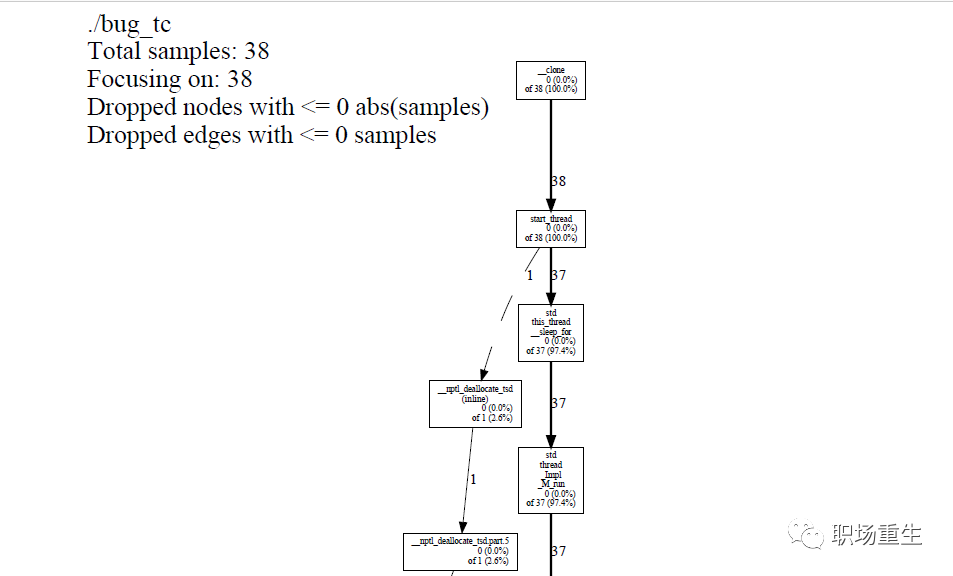 ./bug_tc
Total samples: 38
Focusing on: 38
Dropped nodes with <= 0 abs(samples)
Dropped edges with <= 0 samples
__clone
0 (0.0%)
of 38 (100.0%)
38
start_thread
0 (0.0%)
of 38 (100.0%)
1
37
std
this_thread
__sleep_for
0 (0.0%)
of 37 (97.4%)
__nptl_deallocate_tsd
(inline)
0 (0.0%)
of 1 (2.6%)
37
std
thread
_Impl
_M_run
0 (0.0%)
of 37 (97.4%)
1
__nptl_deallocate_tsd.part.5
0 (0.0%)
of 1 (2.6%)
37
职场重生